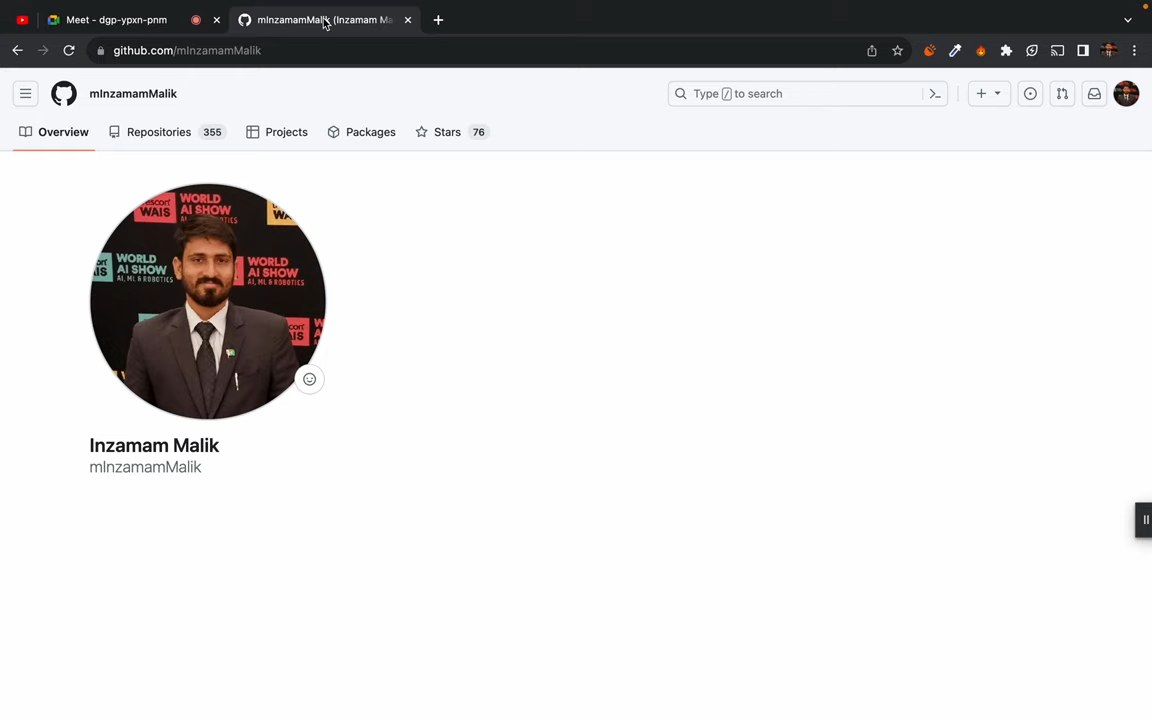 Meet - dgp-ypxn-pnm
mInzamamMalik (Inzamam Ma
github.com/mInzamamMalik
mInzamamMalik
Type / to search
Overview
Repositories 355
Projects
Packages
Stars 76
WORLD
AI SHOW
WAIS
WORLD
AI SHOW
AI, ML & ROBOTICS
WORLD
AI SHOW
AI, ML & ROBOTICS
Inzamam Malik
mInzamamMalik